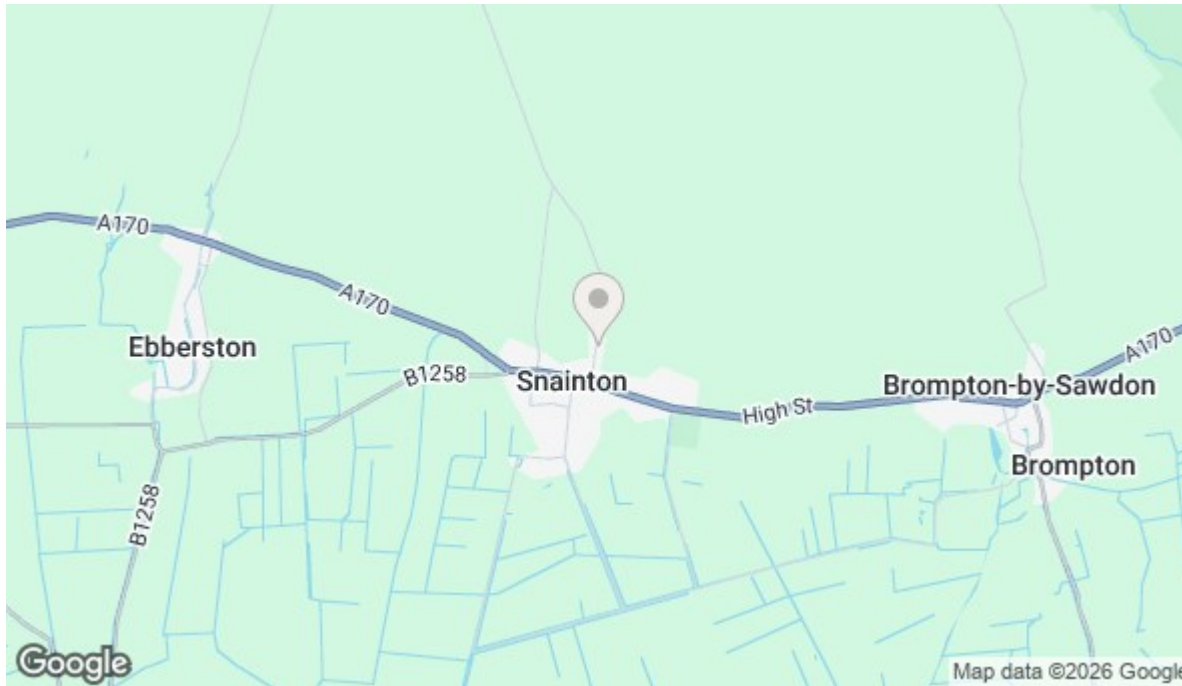 A170
A170
Ebberston
B1258
Snainton
A170
Brompton-by-Sawdon
High St
Brompton
B1258
Google
Map data ©2026 Google